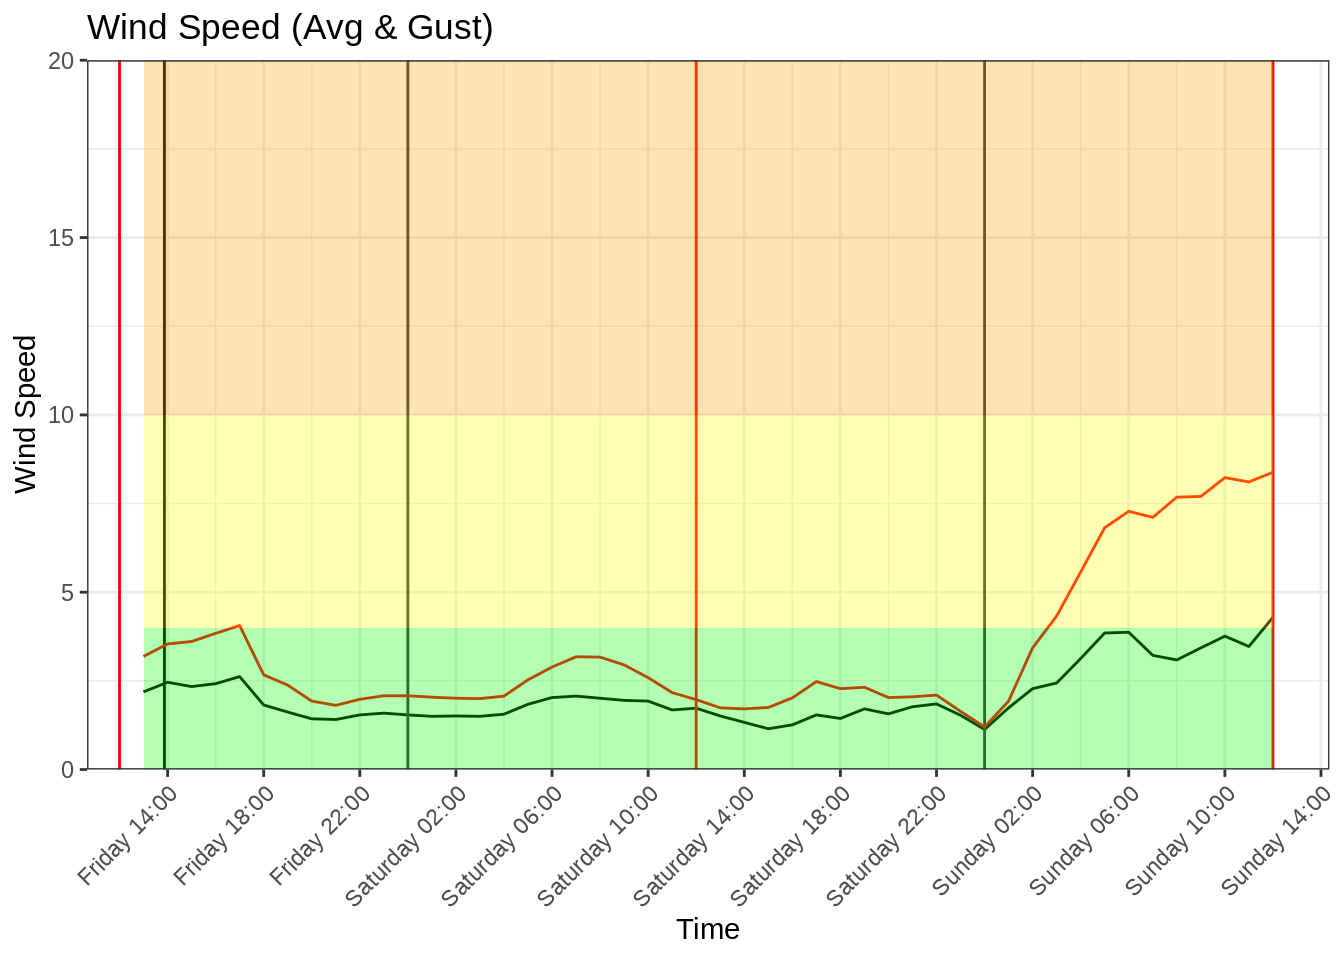 Wind Speed (Avg & Gust)
20
15
10
5
0
Wind Speed
Friday 14:00
Friday 18:00
Friday 22:00
Saturday 02:00
Saturday 06:00
Saturday 10:00
Saturday 14:00
Saturday 18:00
Saturday 22:00
Sunday 02:00
Sunday 06:00
Sunday 10:00
Sunday 14:00
Time